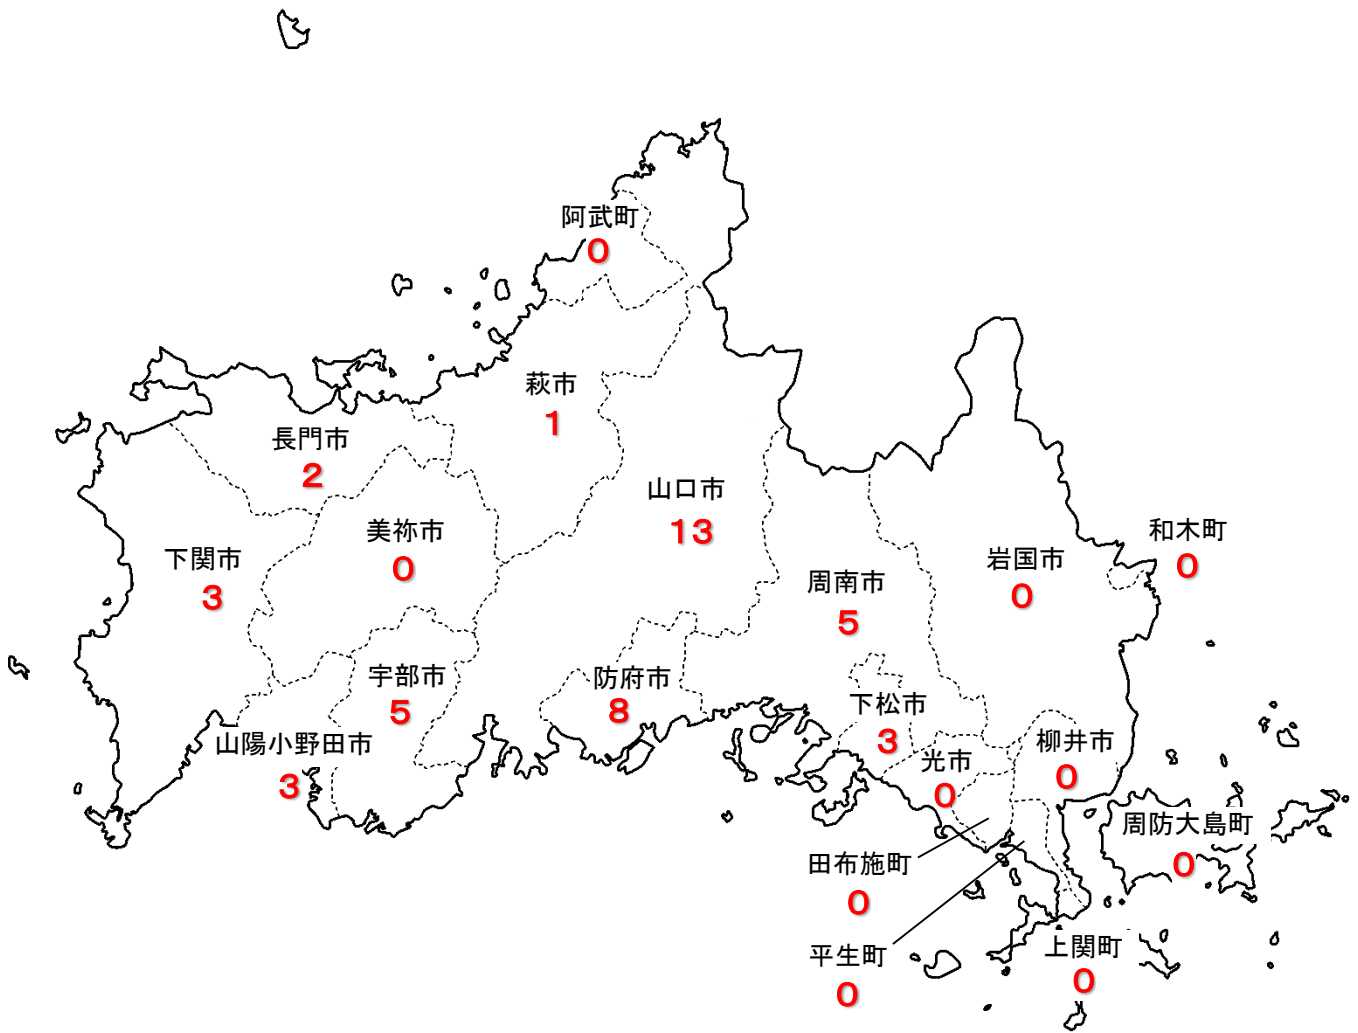 阿武町
0
萩市
1
長門市
2
山口市
13
美祢市
0
下関市
3
和木町
0
岩国市
0
周南市
5
宇部市
5
防府市
8
下松市
3
山陽小野田市
3
柳井市
0
光市
0
周防大島町
0
田布施町
0
平生町
0
上関町
0